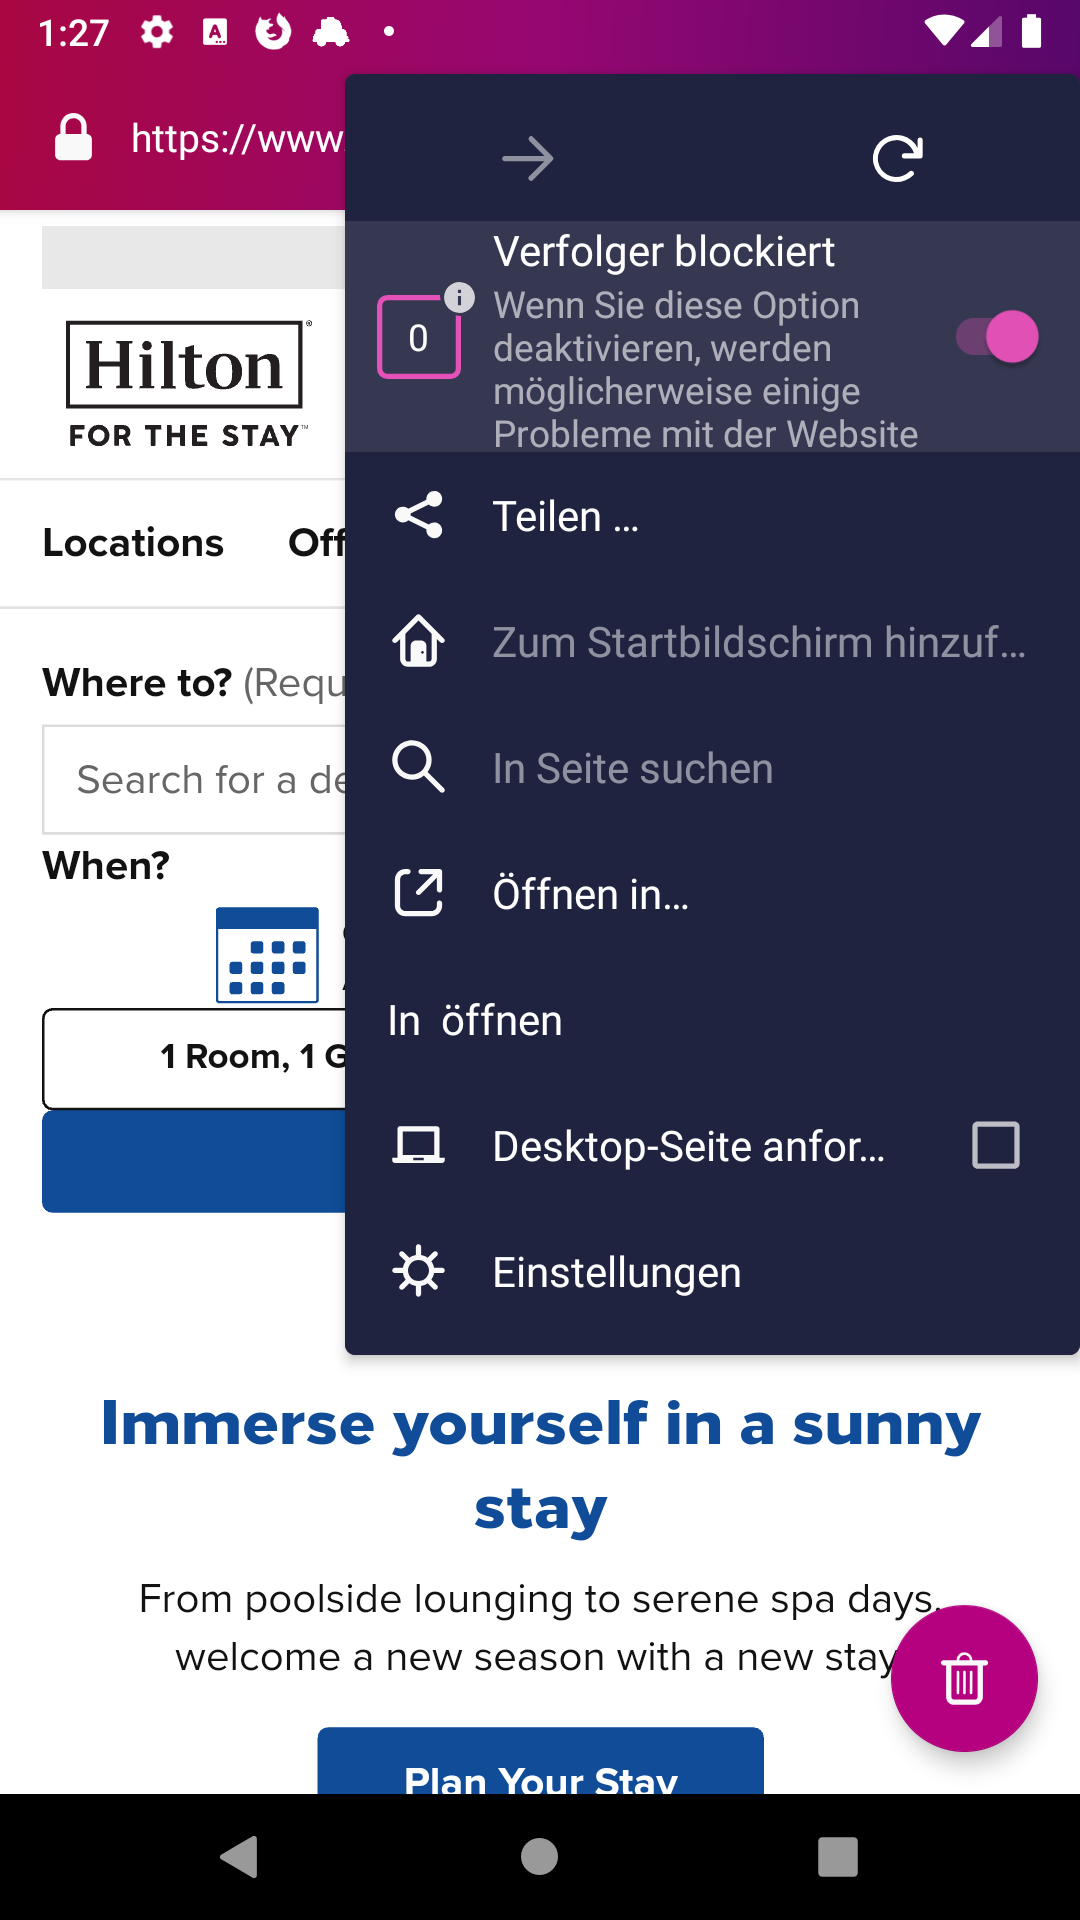 1:27
https://www.
Verfolger blockiert
0
Wenn Sie diese Option
deaktivieren, werden
möglicherweise einige
Probleme mit der Website
Hilton
FOR THE STAY™
Teilen …
Locations
Off
Zum Startbildschirm hinzuf…
Where to? (Requ
In Seite suchen
Search for a de
When?
Öffnen in…
In öffnen
1 Room, 1 G
Desktop-Seite anfor…
Einstellungen
Immerse yourself in a sunny
stay
From poolside lounging to serene spa days,
welcome a new season with a new stay
Plan Your Stay